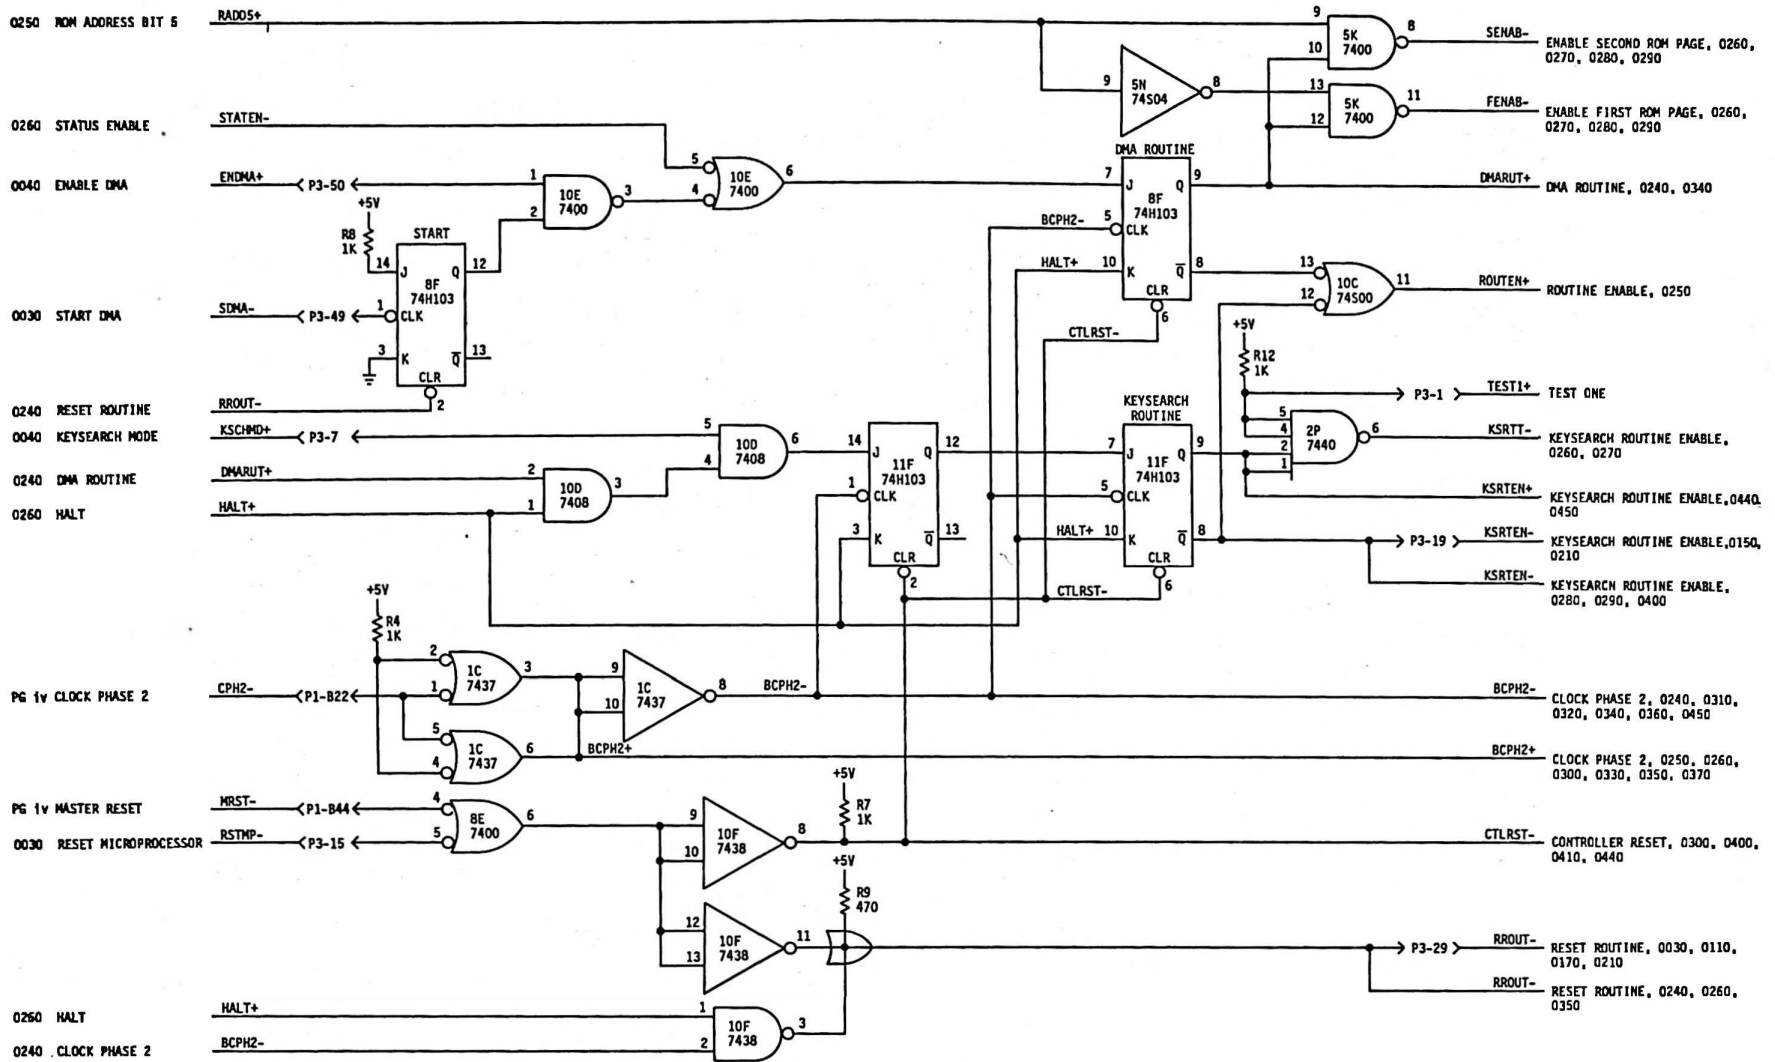 0250 ROM ADDRESS BIT 5
RAD05+
9
10
5K
7400
8
SENAB-
ENABLE SECOND ROM PAGE, 0260,
0270, 0280, 0290
9
5N
74S04
8
13
12
5K
7400
11
FENAB-
ENABLE FIRST ROM PAGE, 0260,
0270, 0280, 0290
0260 STATUS ENABLE
STATEN-
5
4
10E
7400
6
0040 ENABLE DMA
ENDMA+
P3-50
1
2
10E
7400
3
DMA ROUTINE
7
J
Q
9
8F
74H103
BCPH2-
5
CLK
HALT+
10
K
Q
8
CLR
6
CTLRST-
DMARUT+
DMA ROUTINE, 0240, 0340
+5V
R8
1K
START
14
J
Q
12
8F
74H103
0030 START DMA
SDMA-
P3-49
1
CLK
3
K
Q
13
CLR
2
13
12
10C
74S00
11
ROUTEN+
ROUTINE ENABLE, 0250
+5V
R12
1K
P3-1
TEST1+
TEST ONE
0240 RESET ROUTINE
RROUT-
0040 KEYSEARCH MODE
KSCHMD+
P3-7
5
4
10D
7408
6
0240 DMA ROUTINE
DMARUT+
2
1
10D
7408
3
0260 HALT
HALT+
14
J
Q
12
11F
74H103
1
CLK
3
K
Q
13
CLR
2
KEYSEARCH
ROUTINE
7
J
Q
9
11F
74H103
5
CLK
HALT+
10
K
Q
8
CLR
6
CTLRST-
5
4
2
1
2P
7440
6
KSRTT-
KEYSEARCH ROUTINE ENABLE,
0260, 0270
KSRTEN+
KEYSEARCH ROUTINE ENABLE,0440
0450
P3-19
KSRTEN-
KEYSEARCH ROUTINE ENABLE,0150,
0210
KSRTEN-
KEYSEARCH ROUTINE ENABLE,
0280, 0290, 0400
+5V
R4
1K
PG iv CLOCK PHASE 2
CPH2-
P1-B22
2
1
1C
7437
3
5
4
1C
7437
6
9
10
1C
7437
8
BCPH2-
BCPH2-
CLOCK PHASE 2, 0240, 0310,
0320, 0340, 0360, 0450
BCPH2+
BCPH2+
CLOCK PHASE 2, 0250, 0260,
0300, 0330, 0350, 0370
PG iv MASTER RESET
MRST-
P1-B44
0030 RESET MICROPROCESSOR
RSTMP-
P3-15
4
5
8E
7400
6
9
10
10F
7438
8
+5V
R7
1K
CTLRST-
CONTROLLER RESET, 0300, 0400,
0410, 0440
+5V
R9
470
12
13
10F
7438
11
P3-29
RROUT-
RESET ROUTINE, 0030, 0110,
0170, 0210
RROUT-
RESET ROUTINE, 0240, 0260,
0350
0260 HALT
HALT+
0240 CLOCK PHASE 2
BCPH2-
1
2
10F
7438
3